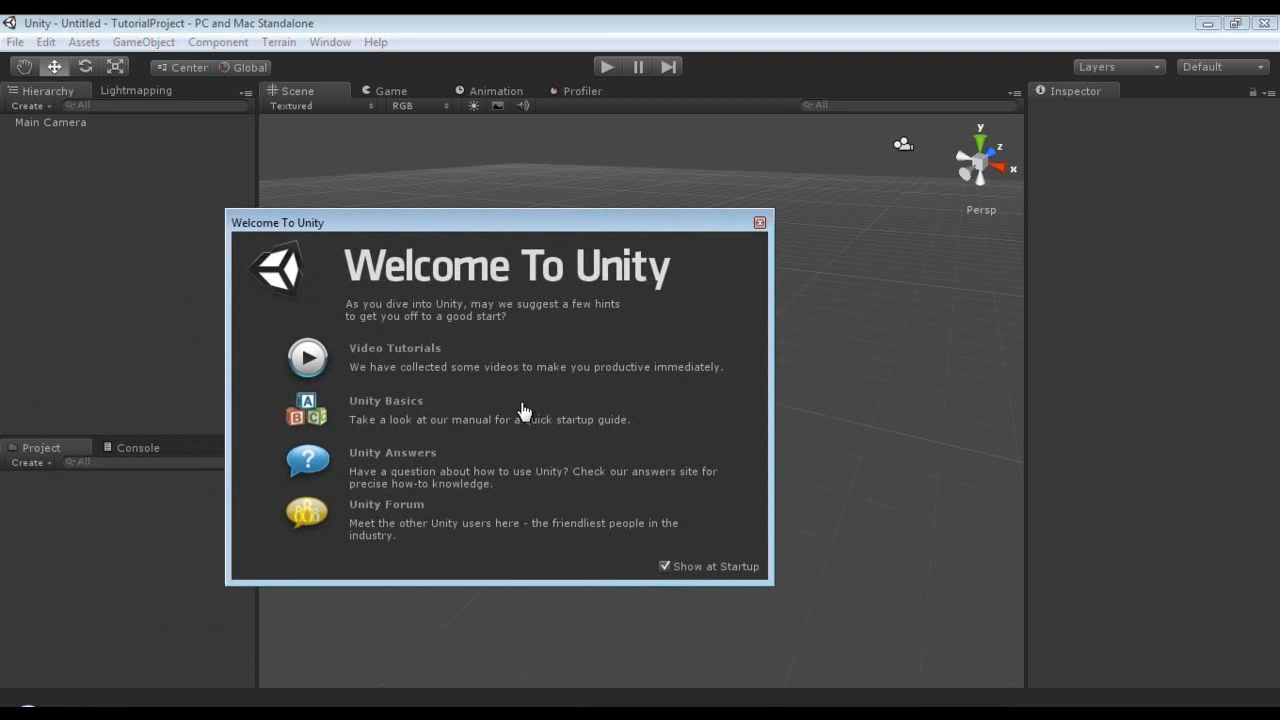 Unity - Untitled - TutorialProject - PC and Mac Standalone
File Edit Assets GameObject Component Terrain Window Help
Center Global Layers Default
Hierarchy Lightmapping Scene Game Animation Profiler Inspector
Create All Textured RGB All
Main Camera
y
z
x
Persp
Welcome To Unity
Welcome To Unity
As you dive into Unity, may we suggest a few hints
to get you off to a good start?
Video Tutorials
We have collected some videos to make you productive immediately.
A
B C
Unity Basics
Take a look at our manual for a quick startup guide.
Project Console
Create All
?
Unity Answers
Have a question about how to use Unity? Check our answers site for
precise how-to knowledge.
Unity Forum
Meet the other Unity users here - the friendliest people in the
industry.
Show at Startup